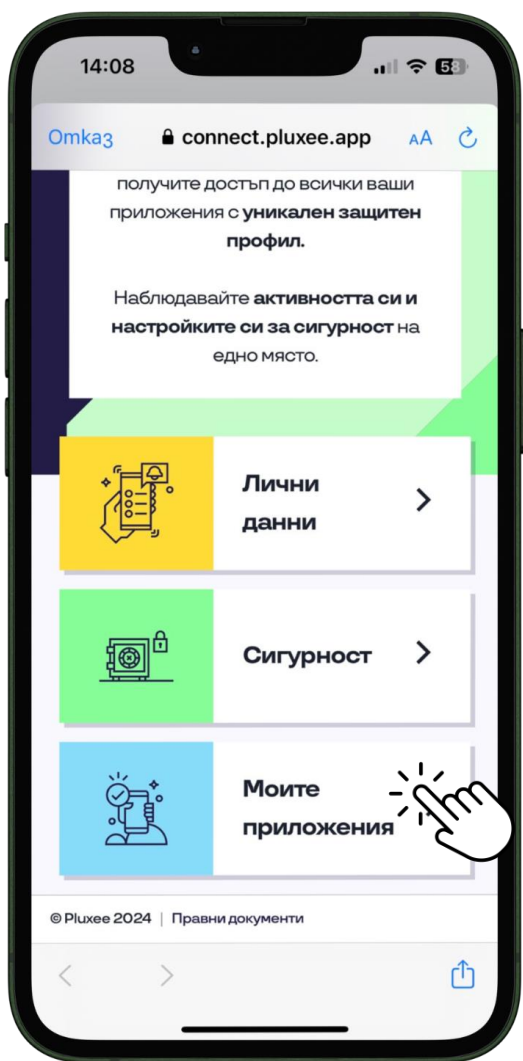 14:08
58
Отказ
connect.pluxee.app
AA
получите достъп до всички ваши
приложения с уникален защитен
профил.
Наблюдавайте активността си и
настройките си за сигурност на
едно място.
Лични
данни
Сигурност
Моите
приложения
© Pluxee 2024 | Правни документи